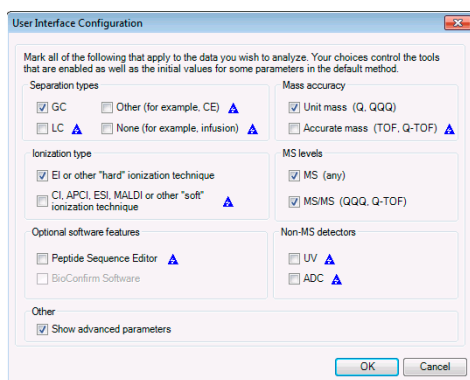 User Interface Configuration
Mark all of the following that apply to the data you wish to analyze. Your choices control the tools
that are enabled as well as the initial values for some parameters in the default method.
Separation types
GC
Other (for example, CE)
LC
None (for example, infusion)
Mass accuracy
Unit mass (Q, QQQ)
Accurate mass (TOF, Q-TOF)
Ionization type
EI or other "hard" ionization technique
CI, APCI, ESI, MALDI or other "soft"
ionization technique
MS levels
MS (any)
MS/MS (QQQ, Q-TOF)
Optional software features
Peptide Sequence Editor
BioConfirm Software
Non-MS detectors
UV
ADC
Other
Show advanced parameters
OK
Cancel